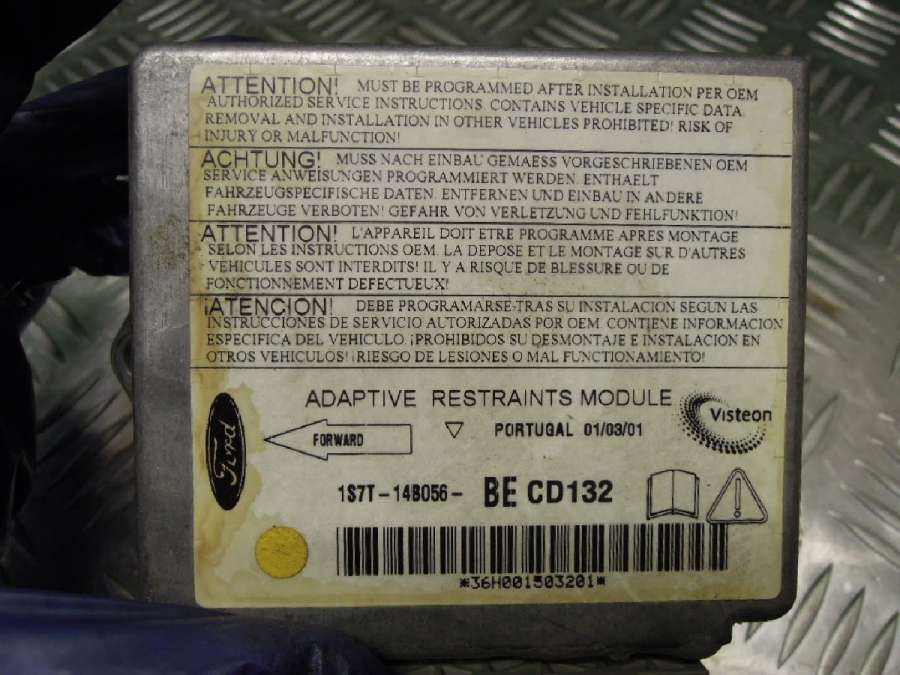 ATTENTION! MUST BE PROGRAMMED AFTER INSTALLATION PER OEM
AUTHORIZED SERVICE INSTRUCTIONS. CONTAINS VEHICLE SPECIFIC DATA.
REMOVAL AND INSTALLATION IN OTHER VEHICLES PROHIBITED! RISK OF
INJURY OR MALFUNCTION!
ACHTUNG! MUSS NACH EINBAU GEMAESS VORGESCHRIEBENEN OEM
SERVICE ANWEISUNGEN PROGRAMMIERT WERDEN. ENTHAELT
FAHRZEUGSPECIFISCHE DATEN. ENTFERNEN UND EINBAU IN ANDERE
FAHRZEUGE VERBOTEN! GEFAHR VON VERLETZUNG UND FEHLFUNKTION!
ATTENTION! L'APPAREIL DOIT ETRE PROGRAMME APRES MONTAGE
SELON LES INSTRUCTIONS OEM. LA DEPOSE ET LE MONTAGE SUR D'AUTRES
VEHICULES SONT INTERDITS! IL Y A RISQUE DE BLESSURE OU DE
FONCTIONNEMENT DEFECTUEUX!
¡ATENCION! DEBE PROGRAMARSE TRAS SU INSTALACION SEGUN LAS
INSTRUCCIONES DE SERVICIO AUTORIZADAS POR OEM. CONTIENE INFORMACION
ESPECIFICA DEL VEHICULO. ¡PROHIBIDOS SU DESMONTAJE E INSTALACION EN
OTROS VEHICULOS! ¡RIESGO DE LESIONES O MAL FUNCIONAMIENTO!
ADAPTIVE RESTRAINTS MODULE
Visteon
Ford
FORWARD
PORTUGAL 01/03/01
1S7T-14B056- BE CD132
*36H001503201*